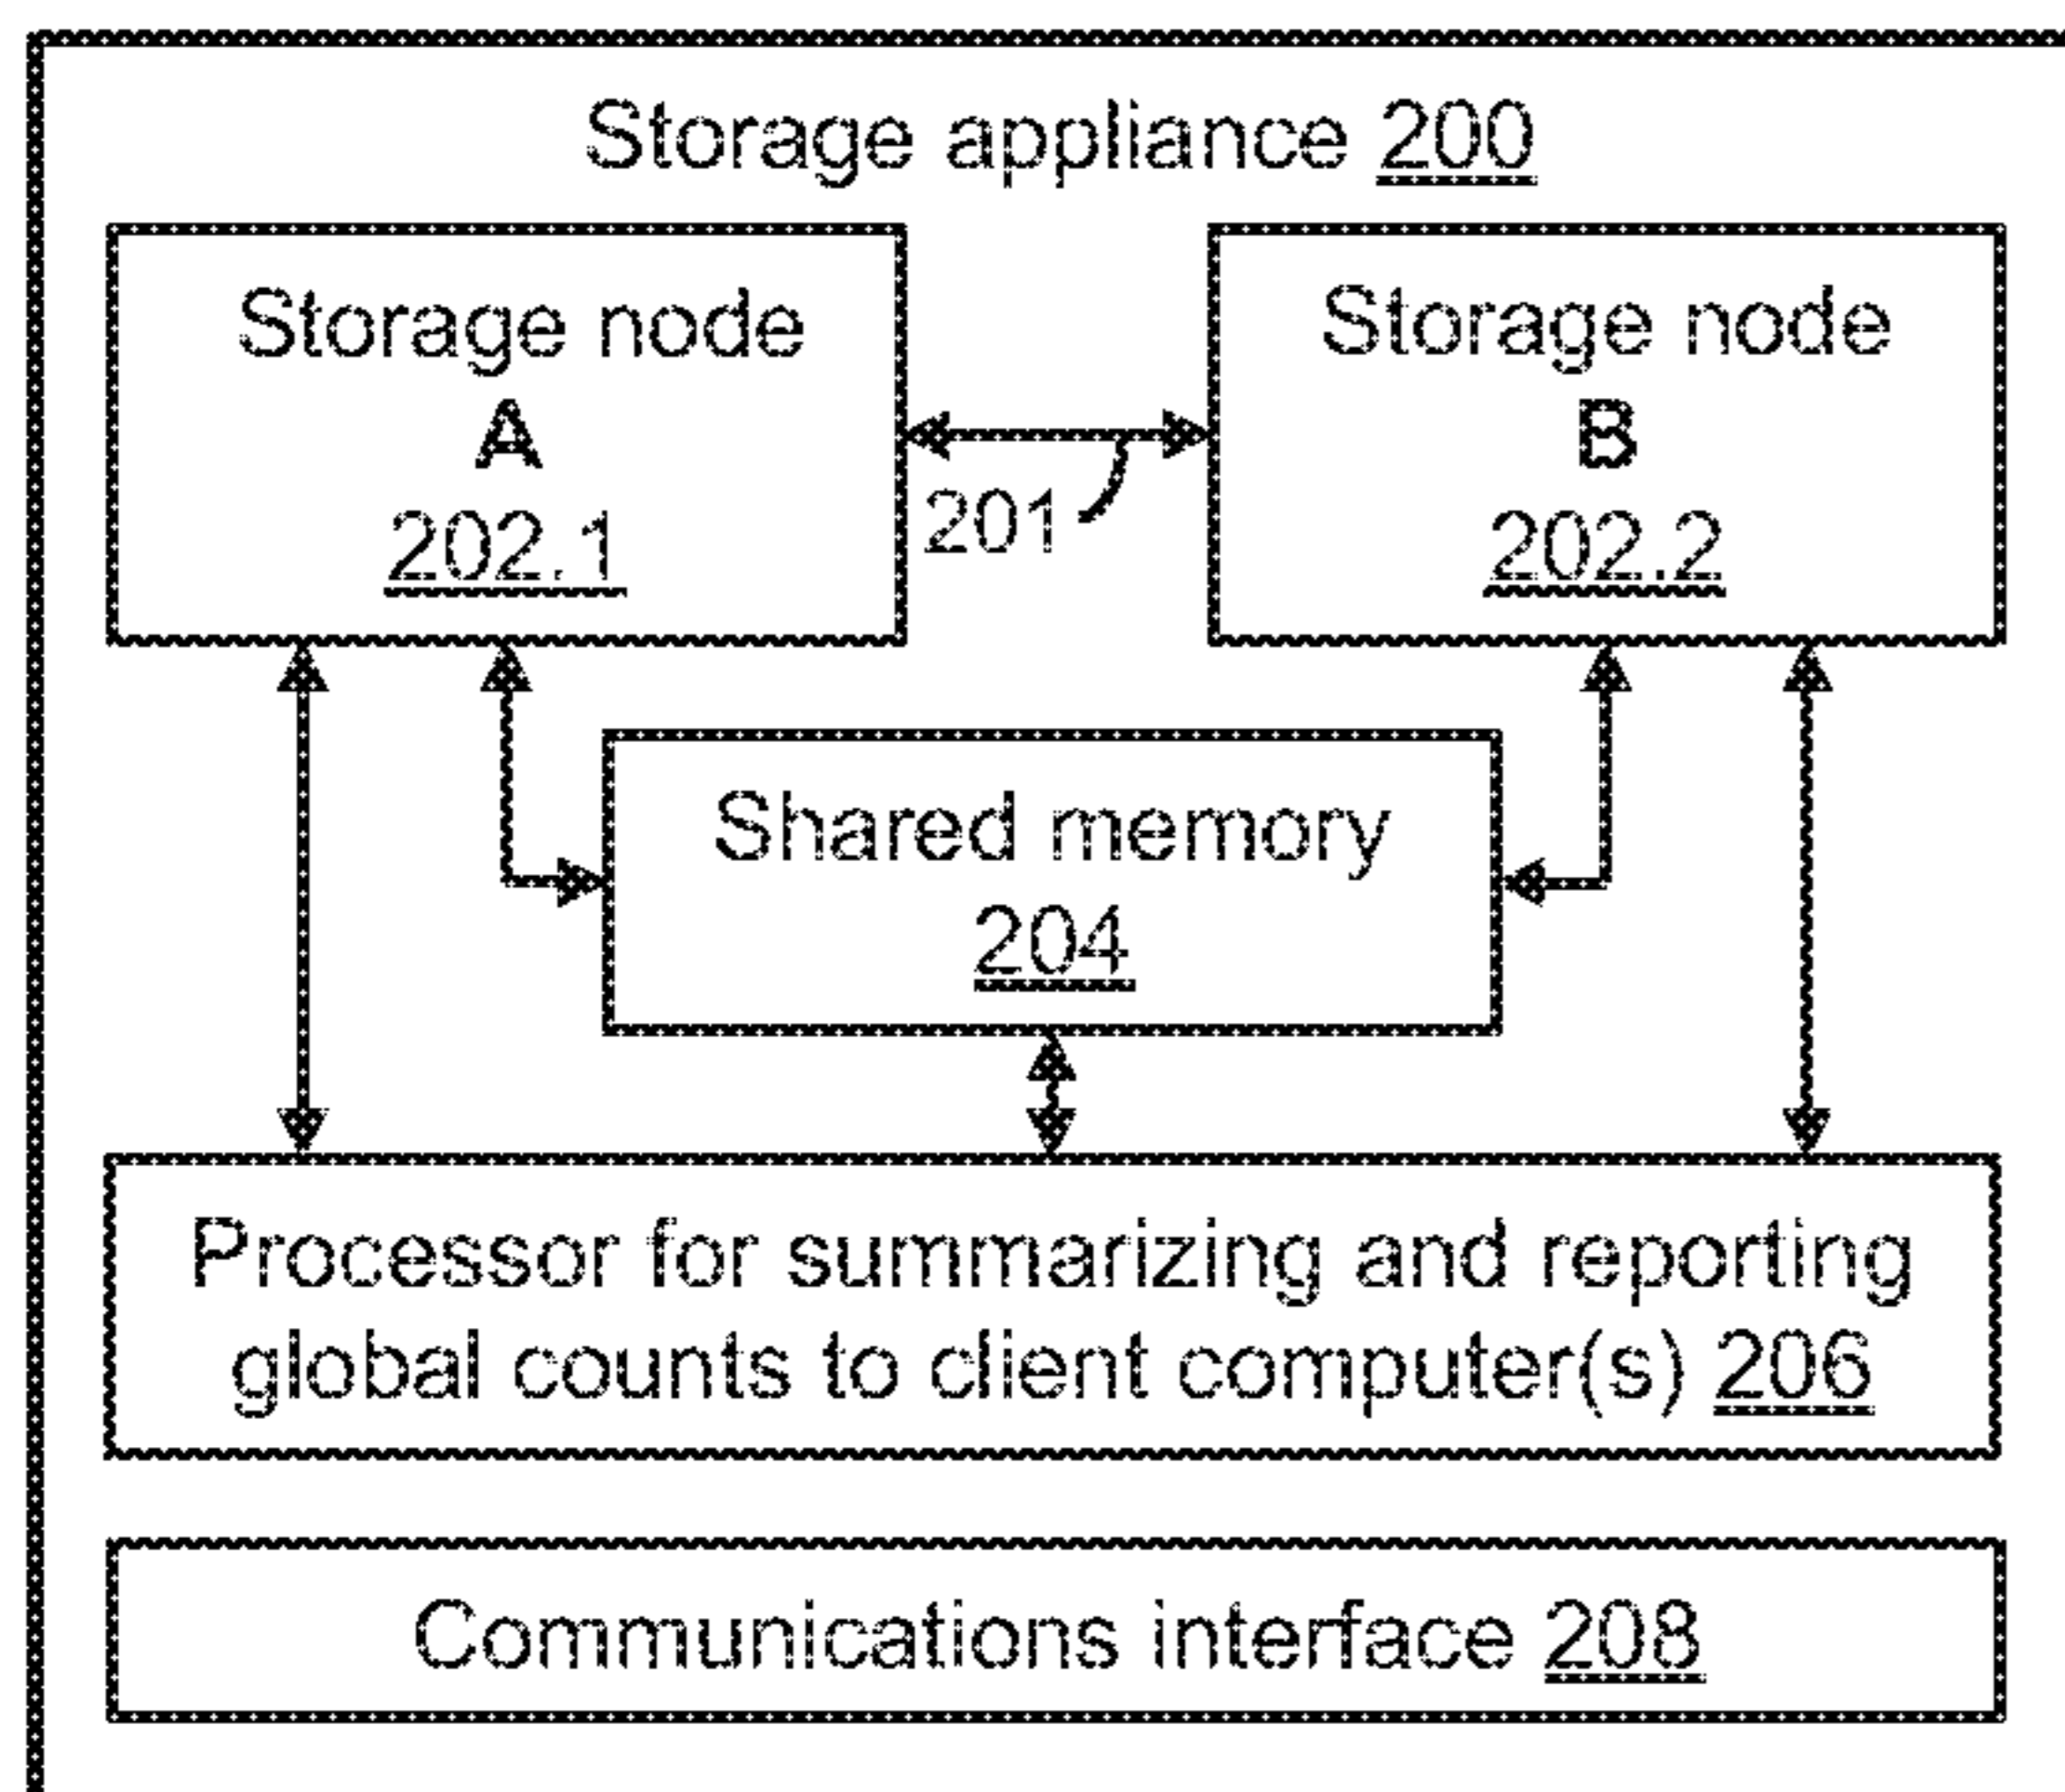 Storage appliance 200
Storage node
A
202.1
201
Storage node
B
202.2
Shared memory
204
Processor for summarizing and reporting
global counts to client computer(s) 206
Communications interface 208